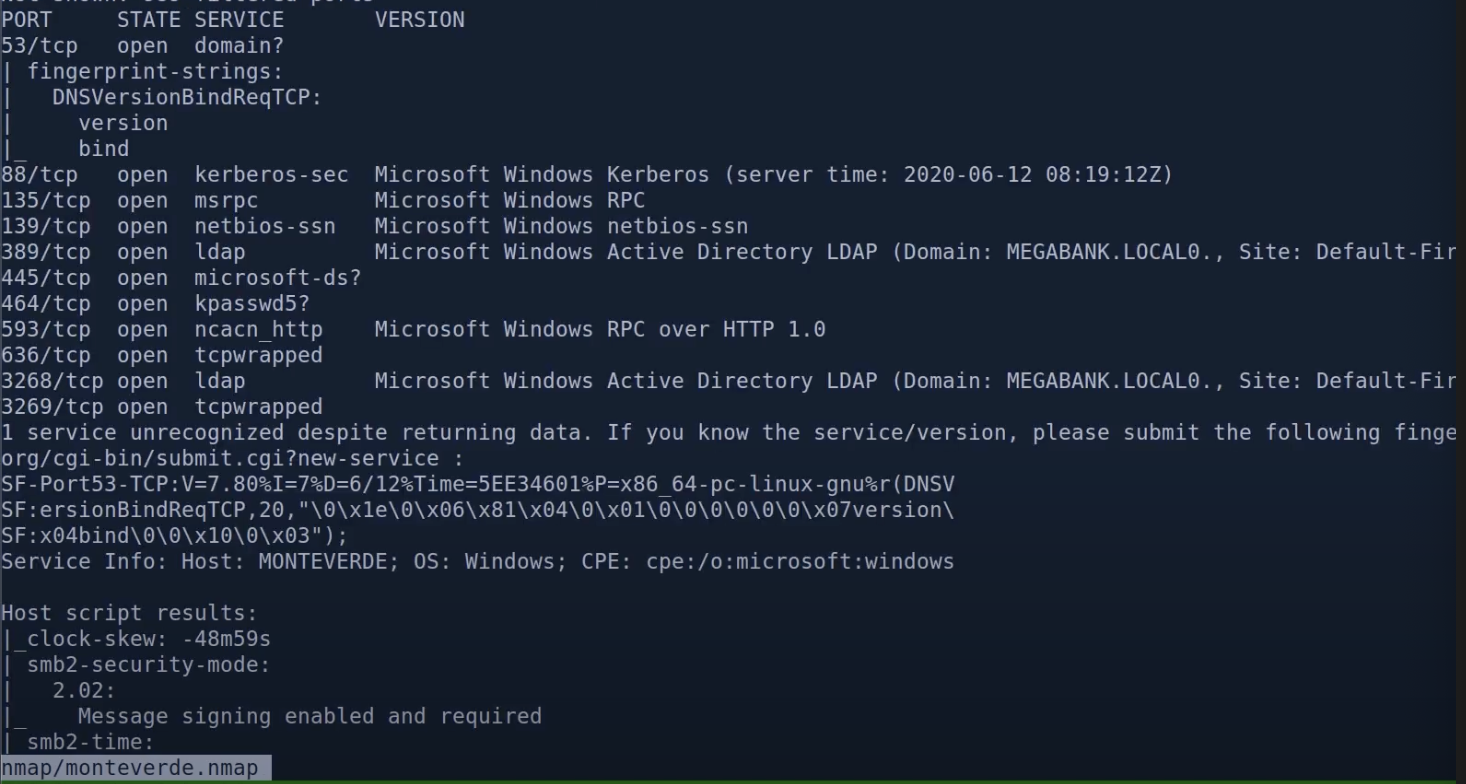 PORT     STATE SERVICE       VERSION
53/tcp   open  domain?
| fingerprint-strings:
|   DNSVersionBindReqTCP:
|     version
|_    bind
88/tcp   open  kerberos-sec  Microsoft Windows Kerberos (server time: 2020-06-12 08:19:12Z)
135/tcp  open  msrpc         Microsoft Windows RPC
139/tcp  open  netbios-ssn   Microsoft Windows netbios-ssn
389/tcp  open  ldap          Microsoft Windows Active Directory LDAP (Domain: MEGABANK.LOCAL0., Site: Default-Fir
445/tcp  open  microsoft-ds?
464/tcp  open  kpasswd5?
593/tcp  open  ncacn_http    Microsoft Windows RPC over HTTP 1.0
636/tcp  open  tcpwrapped
3268/tcp open  ldap          Microsoft Windows Active Directory LDAP (Domain: MEGABANK.LOCAL0., Site: Default-Fir
3269/tcp open  tcpwrapped
1 service unrecognized despite returning data. If you know the service/version, please submit the following finge
org/cgi-bin/submit.cgi?new-service :
SF-Port53-TCP:V=7.80%I=7%D=6/12%Time=5EE34601%P=x86_64-pc-linux-gnu%r(DNSV
SF:ersionBindReqTCP,20,"\0\x1e\0\x06\x81\x04\0\x01\0\0\0\0\0\0\x07version\
SF:x04bind\0\0\x10\0\x03");
Service Info: Host: MONTEVERDE; OS: Windows; CPE: cpe:/o:microsoft:windows
Host script results:
|_clock-skew: -48m59s
| smb2-security-mode:
|   2.02:
|_    Message signing enabled and required
| smb2-time:
nmap/monteverde.nmap